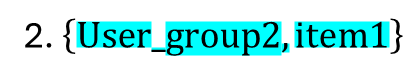 2. {User_group2, item1}